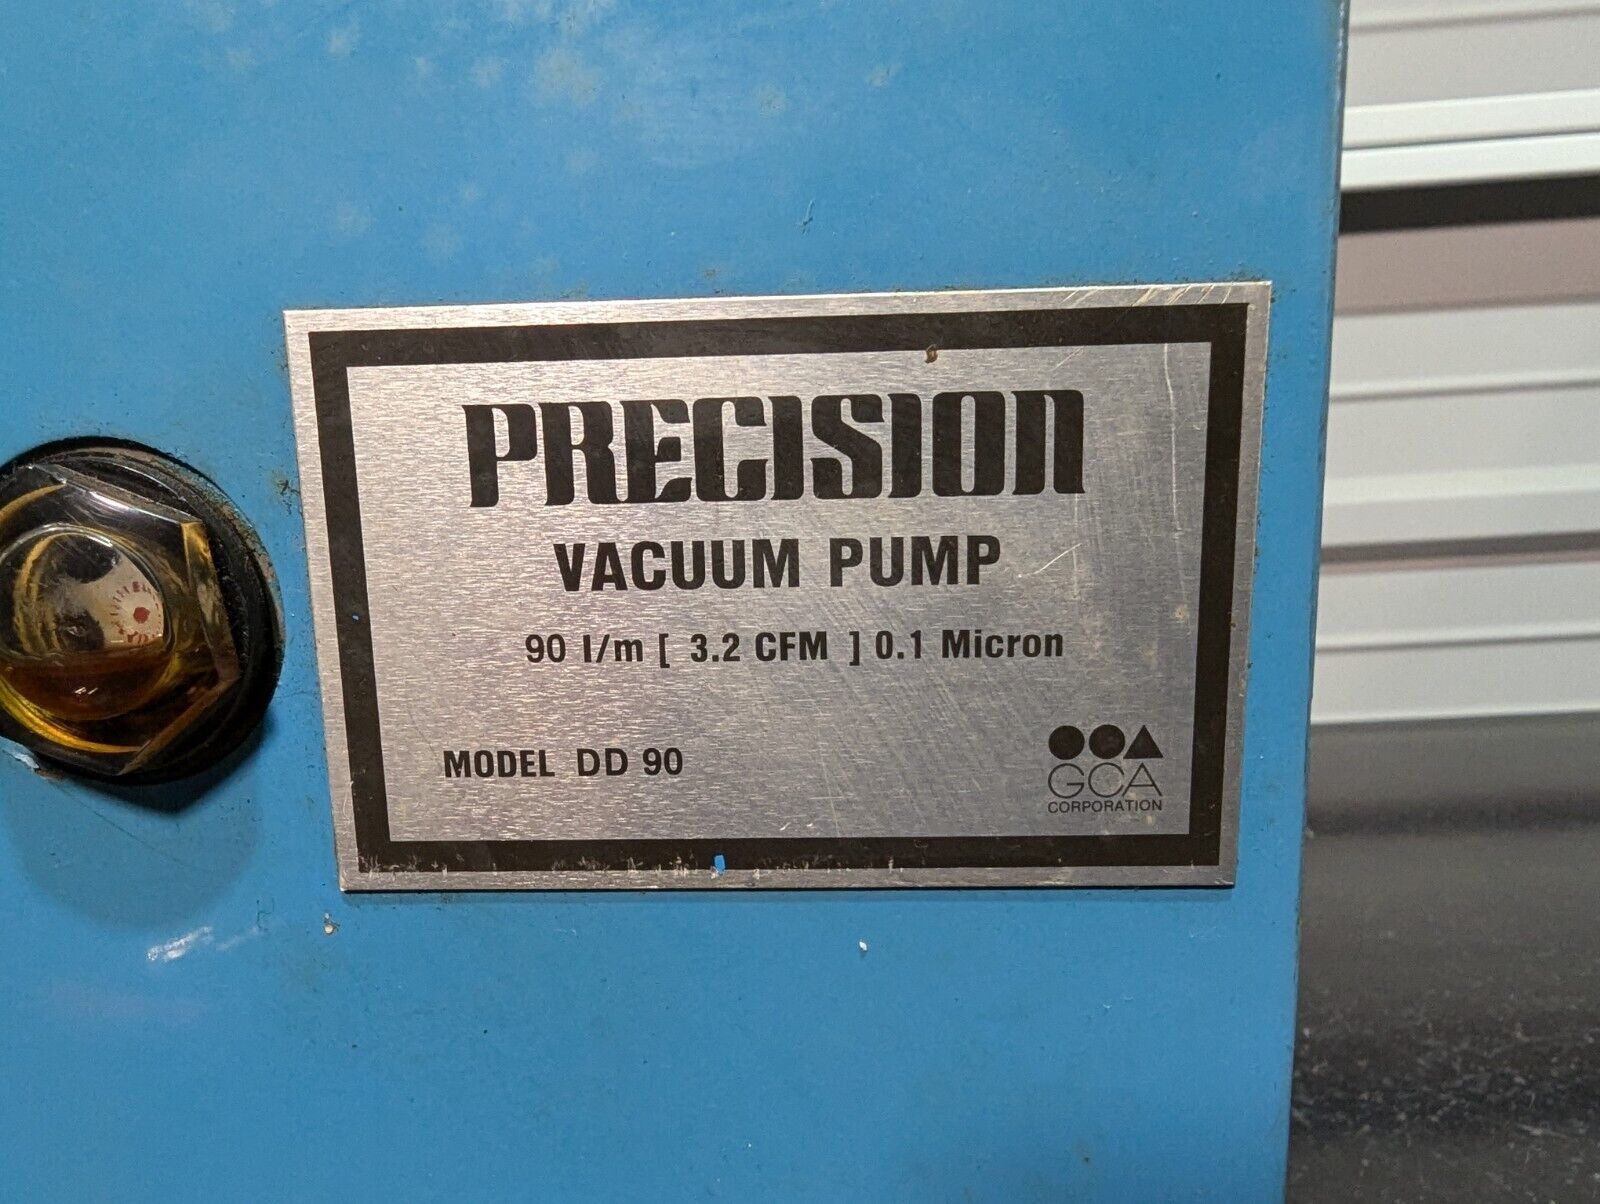 PRECISION
VACUUM PUMP
90 l/m [ 3.2 CFM ] 0.1 Micron
MODEL DD 90
GCA
CORPORATION